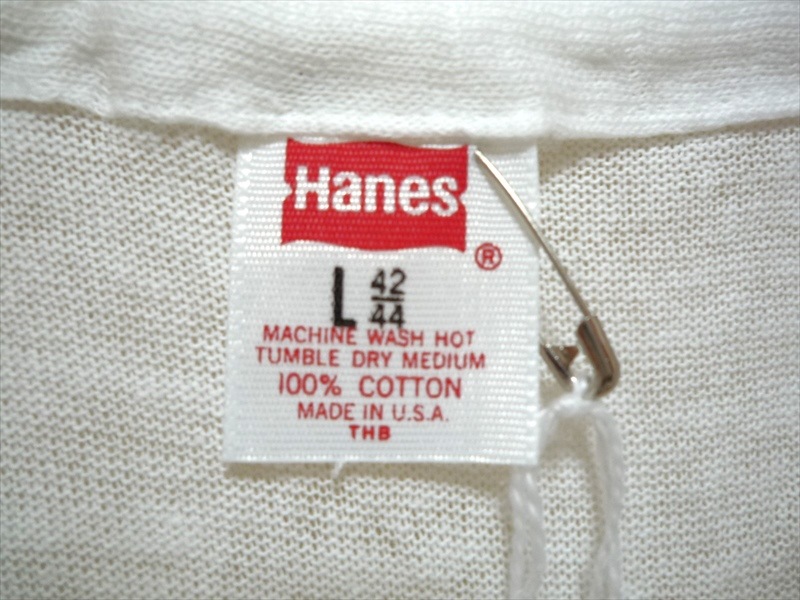 Hanes®
L 42/44
MACHINE WASH HOT
TUMBLE DRY MEDIUM
100% COTTON
MADE IN U.S.A.
THB